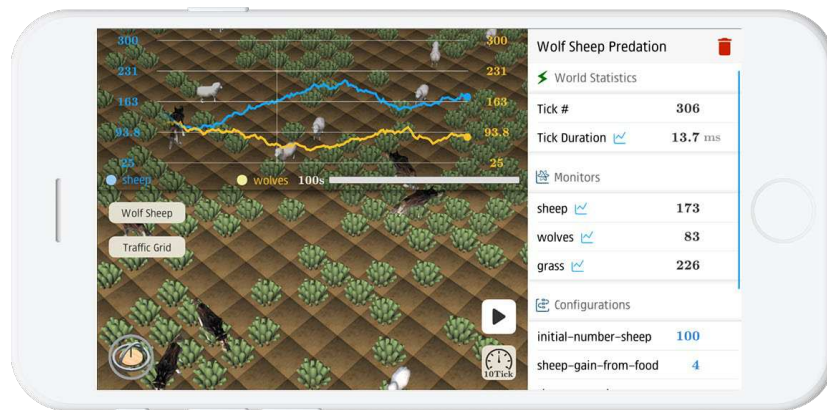 300
300
231
231
163
163
93.8
93.8
25
25
sheep
wolves
100s
Wolf Sheep
Traffic Grid
10Tick
Wolf Sheep Predation
World Statistics
Tick # 306
Tick Duration 13.7 ms
Monitors
sheep 173
wolves 83
grass 226
Configurations
initial-number-sheep 100
sheep-gain-from-food 4